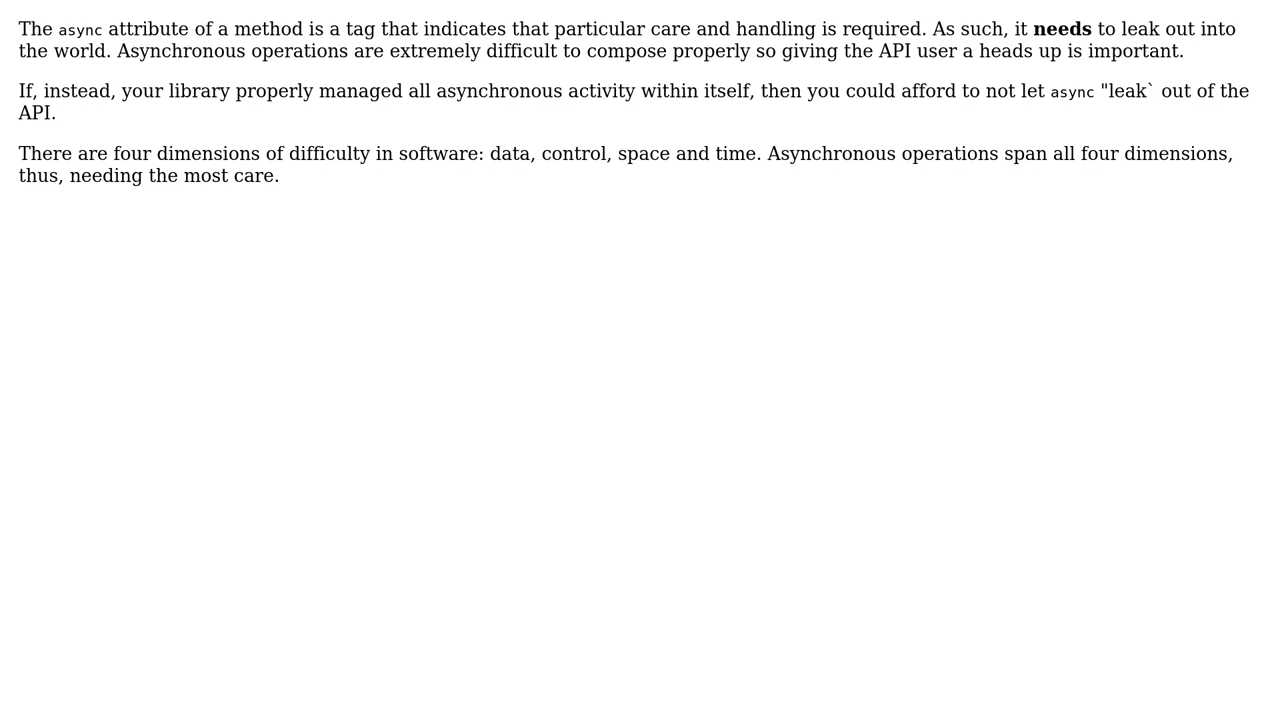 The async attribute of a method is a tag that indicates that particular care and handling is required. As such, it needs to leak out into
the world. Asynchronous operations are extremely difficult to compose properly so giving the API user a heads up is important.
If, instead, your library properly managed all asynchronous activity within itself, then you could afford to not let async "leak` out of the
API.
There are four dimensions of difficulty in software: data, control, space and time. Asynchronous operations span all four dimensions,
thus, needing the most care.